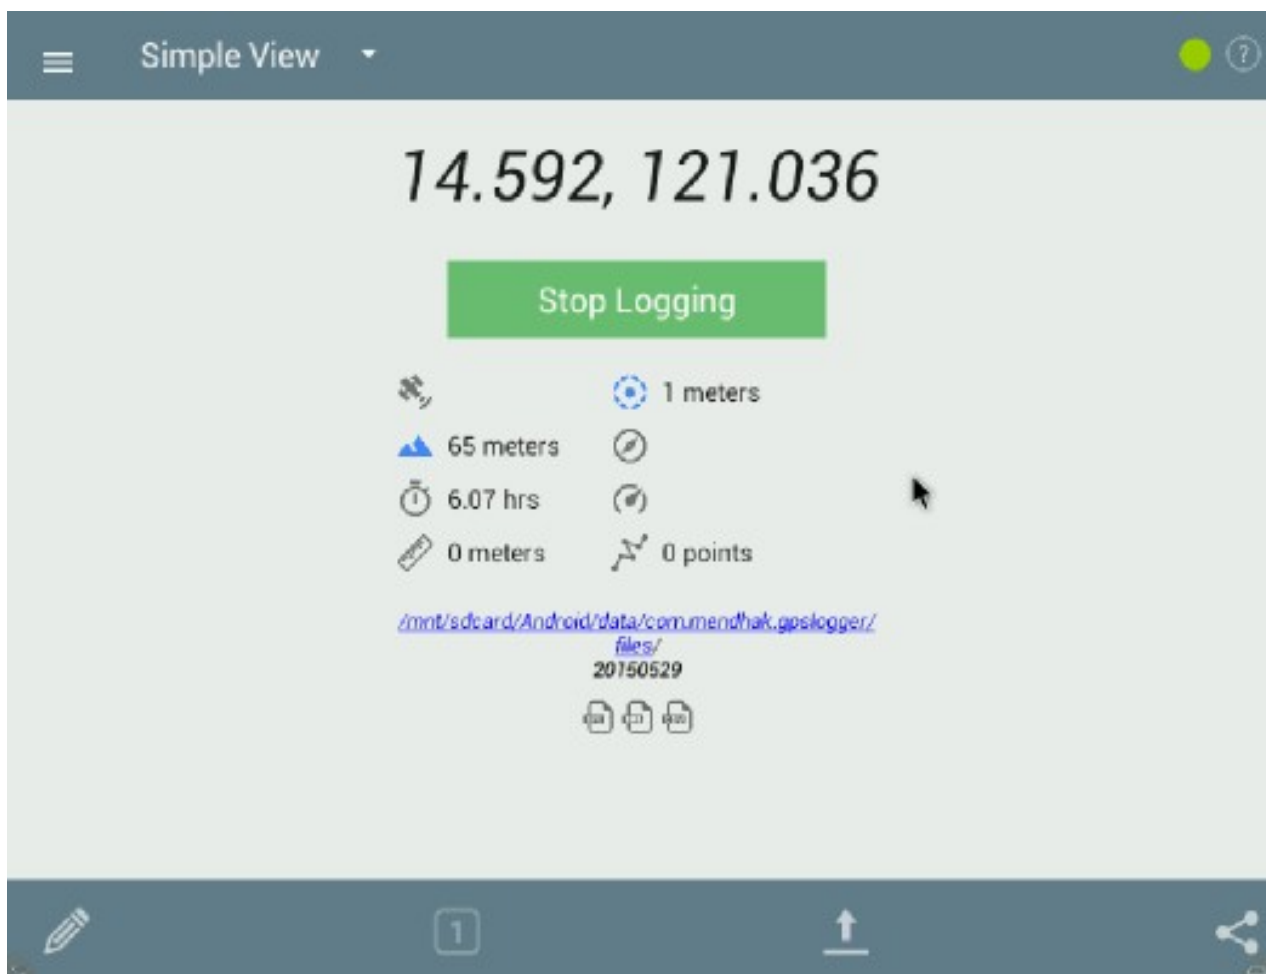 Simple View
?
14.592, 121.036
Stop Logging
1 meters
65 meters
6.07 hrs
0 meters
0 points
/mnt/sdcard/Android/data/com.mendhak.gpslogger/
files/
20150529
1